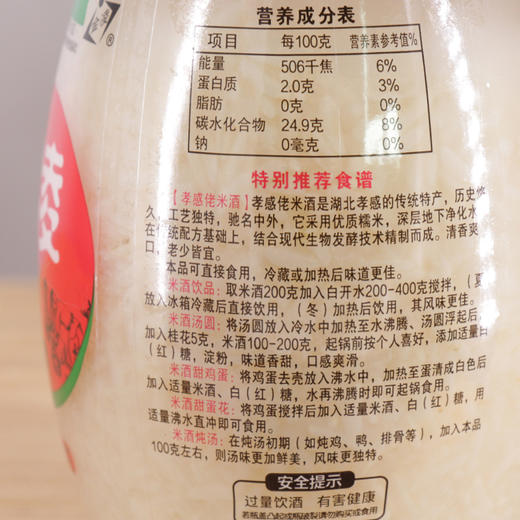 营养成分表
项目 每100克 营养素参考值%
能量 506千焦 6%
蛋白质 2.0克 3%
脂肪 0克 0%
碳水化合物 24.9克 8%
钠 0毫克 0%
特别推荐食谱
【孝感佬米酒】孝感佬米酒是湖北孝感的传统特产，历史悠
久，工艺独特，驰名中外，它采用优质糯米，深层地下净化水，
在传统配方基础上，结合现代生物发酵技术精制而成。清香爽
口，老少皆宜。
本品可直接食用，冷藏或加热后味道更佳。
米酒饮品：取米酒200克加入白开水200-400克搅拌，（夏）
放入冰箱冷藏后直接饮用，（冬）加热后饮用，其风味更佳。
米酒汤圆：将汤圆放入冷水中加热至水沸腾、汤圆浮起后，
加入桂花5克，米酒100-200克，起锅前按个人喜好，添加适量白
（红）糖，淀粉，味道香甜，口感爽滑。
米酒甜鸡蛋：将鸡蛋去壳放入沸水中，加热至蛋清成白色后
加入适量米酒、白（红）糖，水再沸腾时即可起锅食用。
米酒甜蛋花：将鸡蛋搅拌后加入适量米酒、白（红）糖，用
适量沸水直冲即可食用。
米酒炖汤：在炖汤初期（如炖鸡、鸭、排骨等），加入本品
100克左右，则汤味更加鲜美，风味更独特。
安全提示
过量饮酒 有害健康
若瓶盖凸起或瓶破裂请勿购买或食用